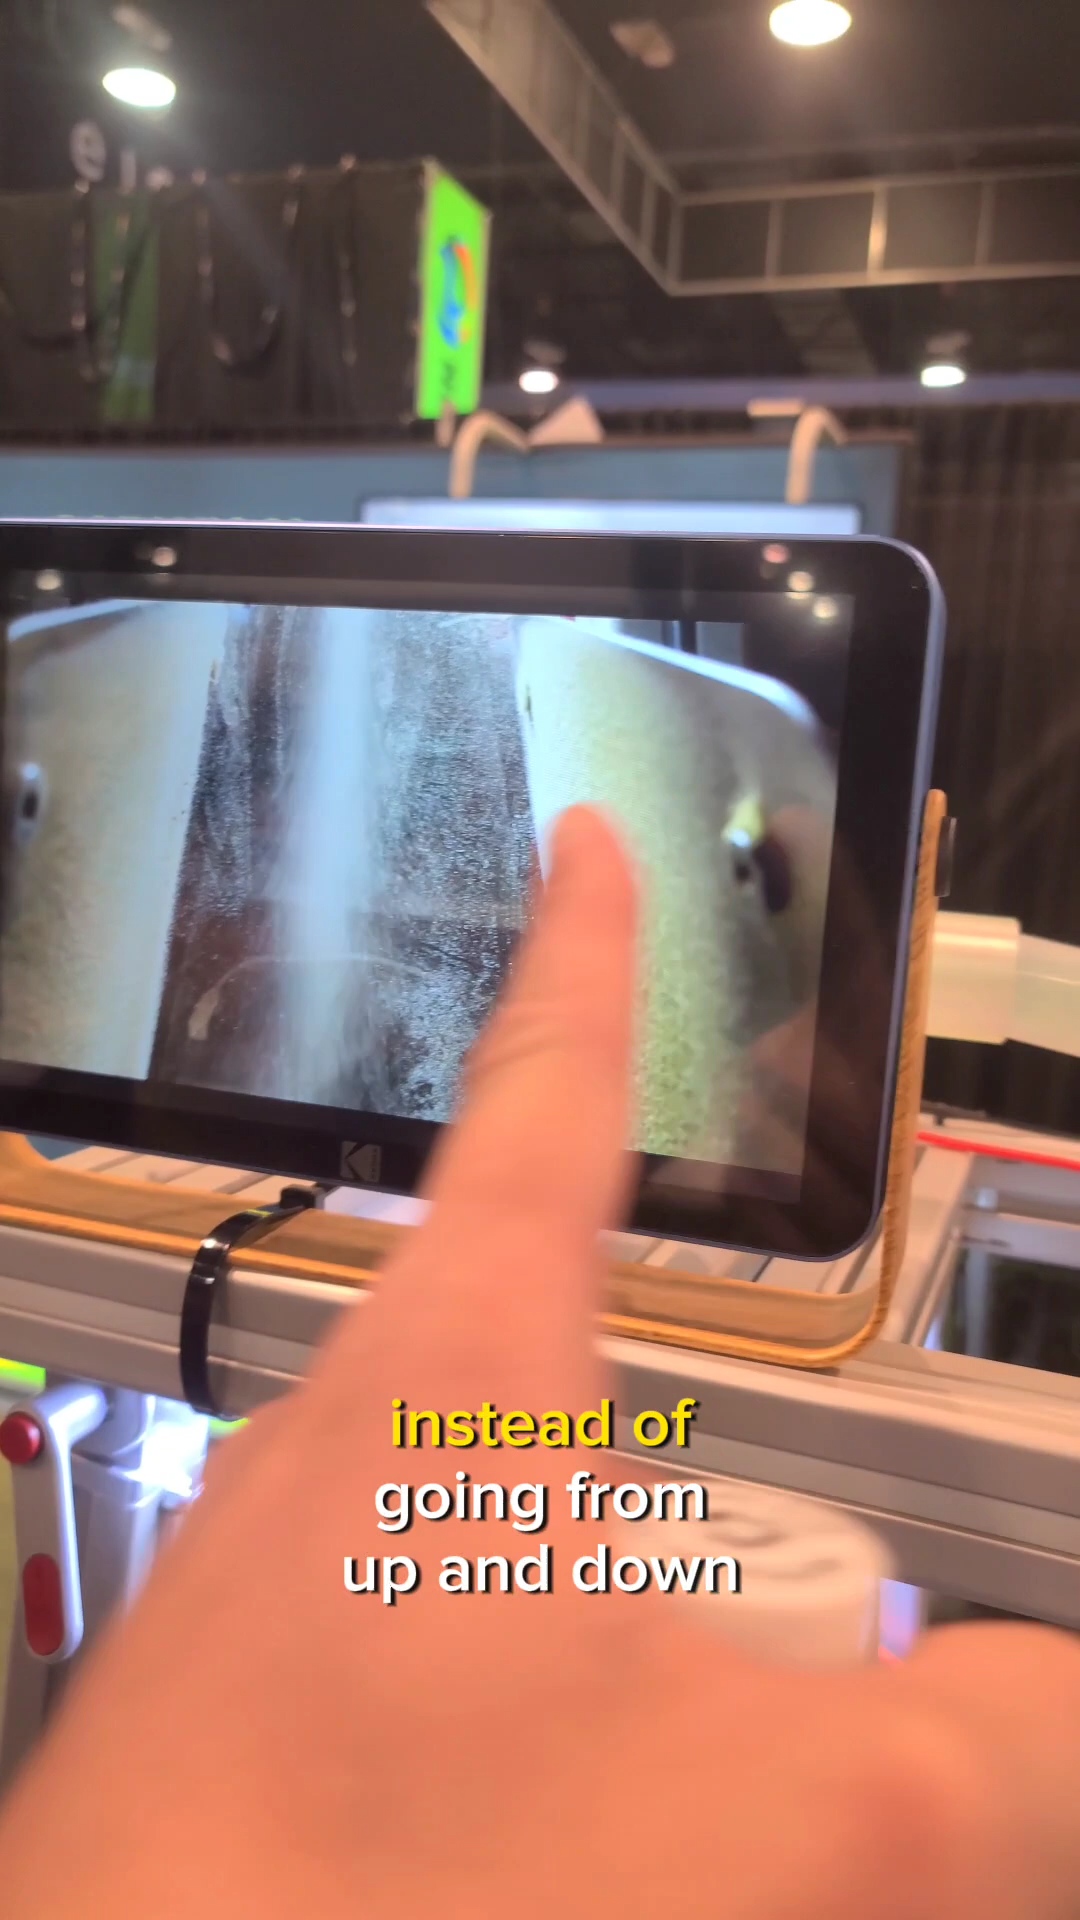 instead of
going from
up and down